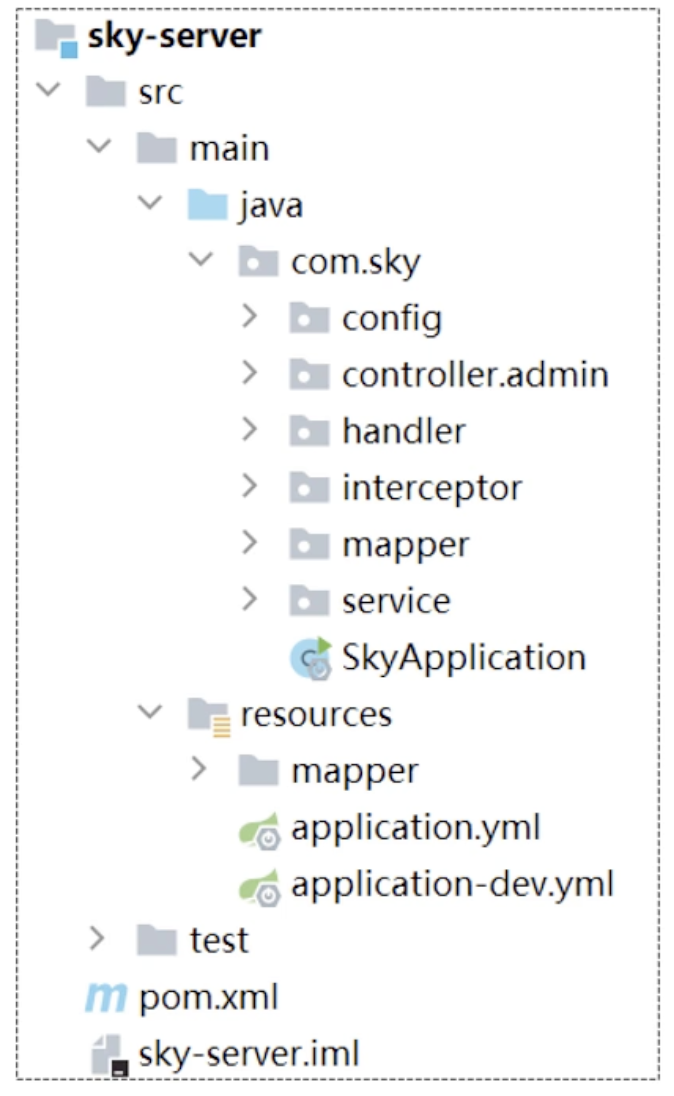 sky-server
src
main
java
com.sky
config
controller.admin
handler
interceptor
mapper
service
SkyApplication
resources
mapper
application.yml
application-dev.yml
test
pom.xml
sky-server.iml